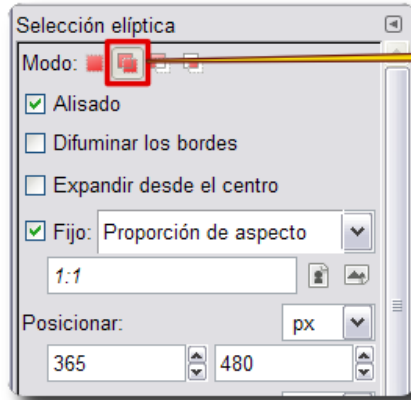 Selección elíptica
Modo:
Alisado
Difuminar los bordes
Expandir desde el centro
Fijo: Proporción de aspecto
1:1
Posicionar: px
365 480